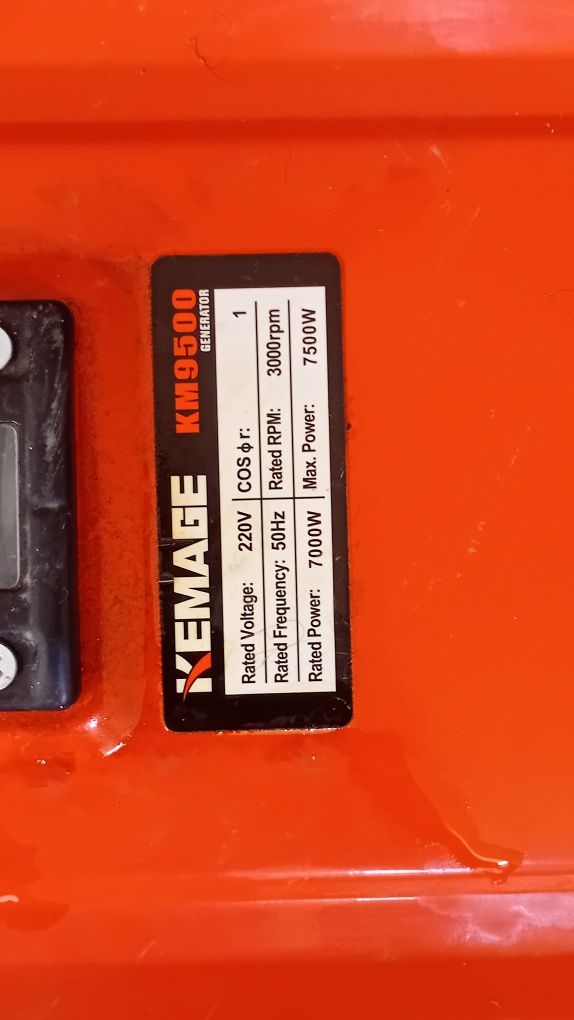 KEMAGE KM9500
GENERATOR
Rated Voltage: 220V COS ϕ r: 1
Rated Frequency: 50Hz Rated RPM: 3000rpm
Rated Power: 7000W Max. Power: 7500W